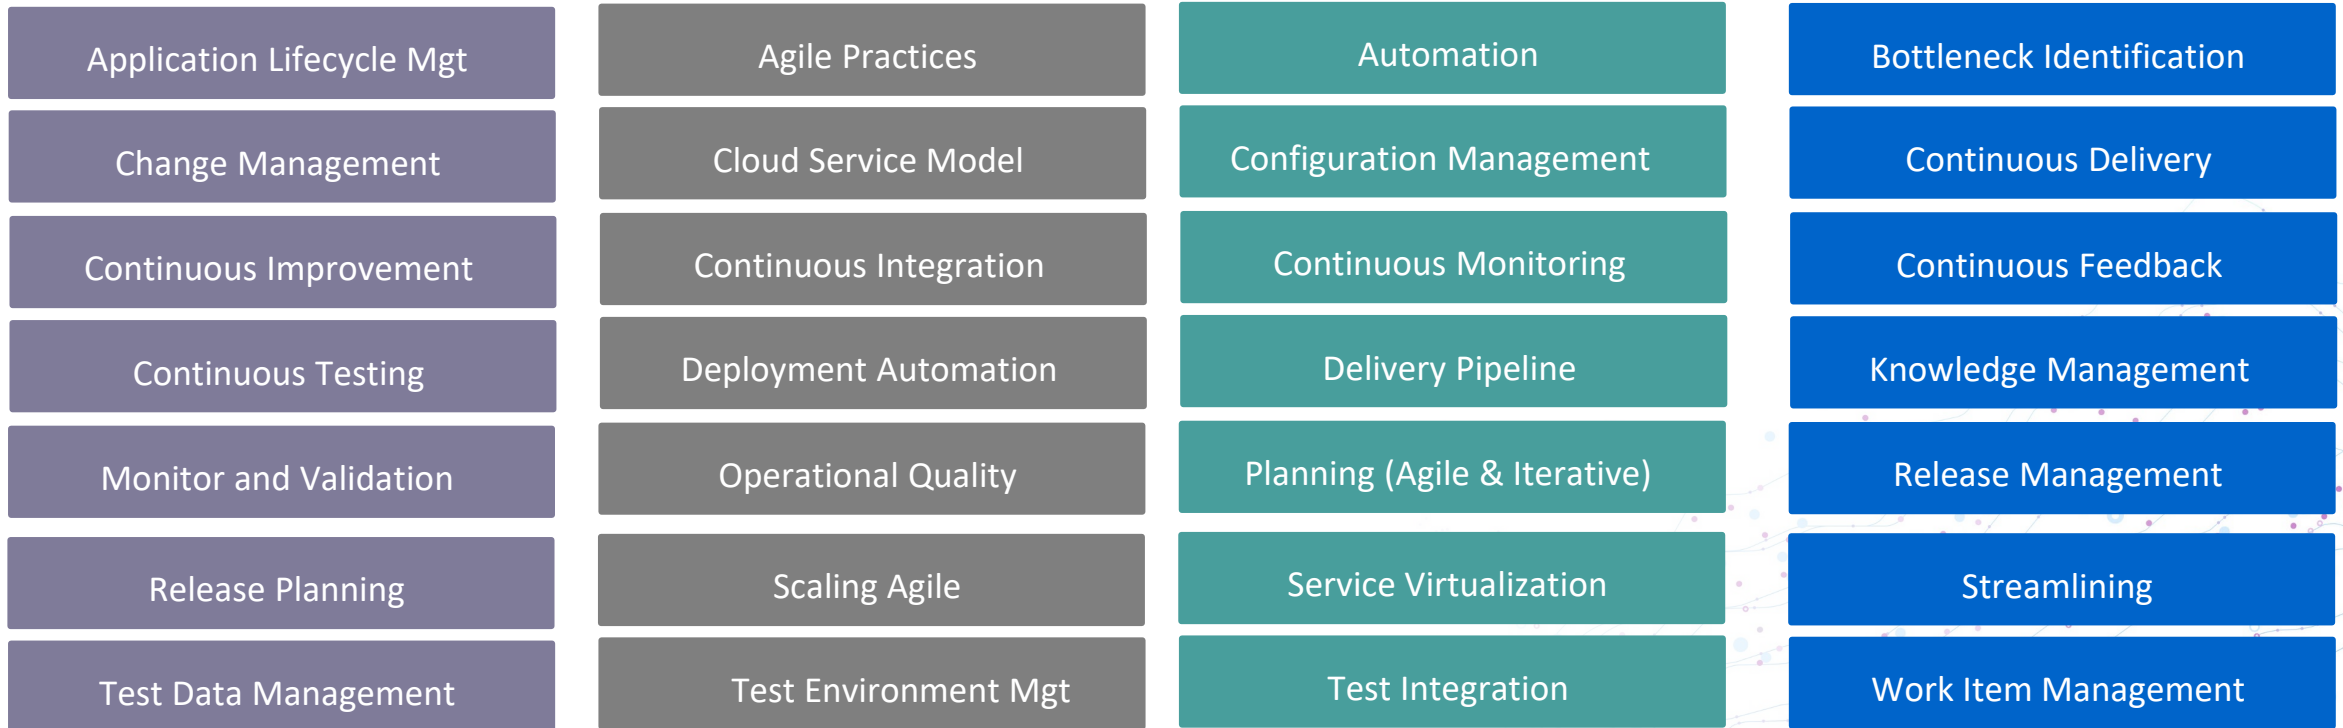 Application Lifecycle Mgt
Agile Practices
Automation
Bottleneck Identification
Change Management
Cloud Service Model
Configuration Management
Continuous Delivery
Continuous Improvement
Continuous Integration
Continuous Monitoring
Continuous Feedback
Continuous Testing
Deployment Automation
Delivery Pipeline
Knowledge Management
Monitor and Validation
Operational Quality
Planning (Agile & Iterative)
Release Management
Release Planning
Scaling Agile
Service Virtualization
Streamlining
Test Data Management
Test Environment Mgt
Test Integration
Work Item Management